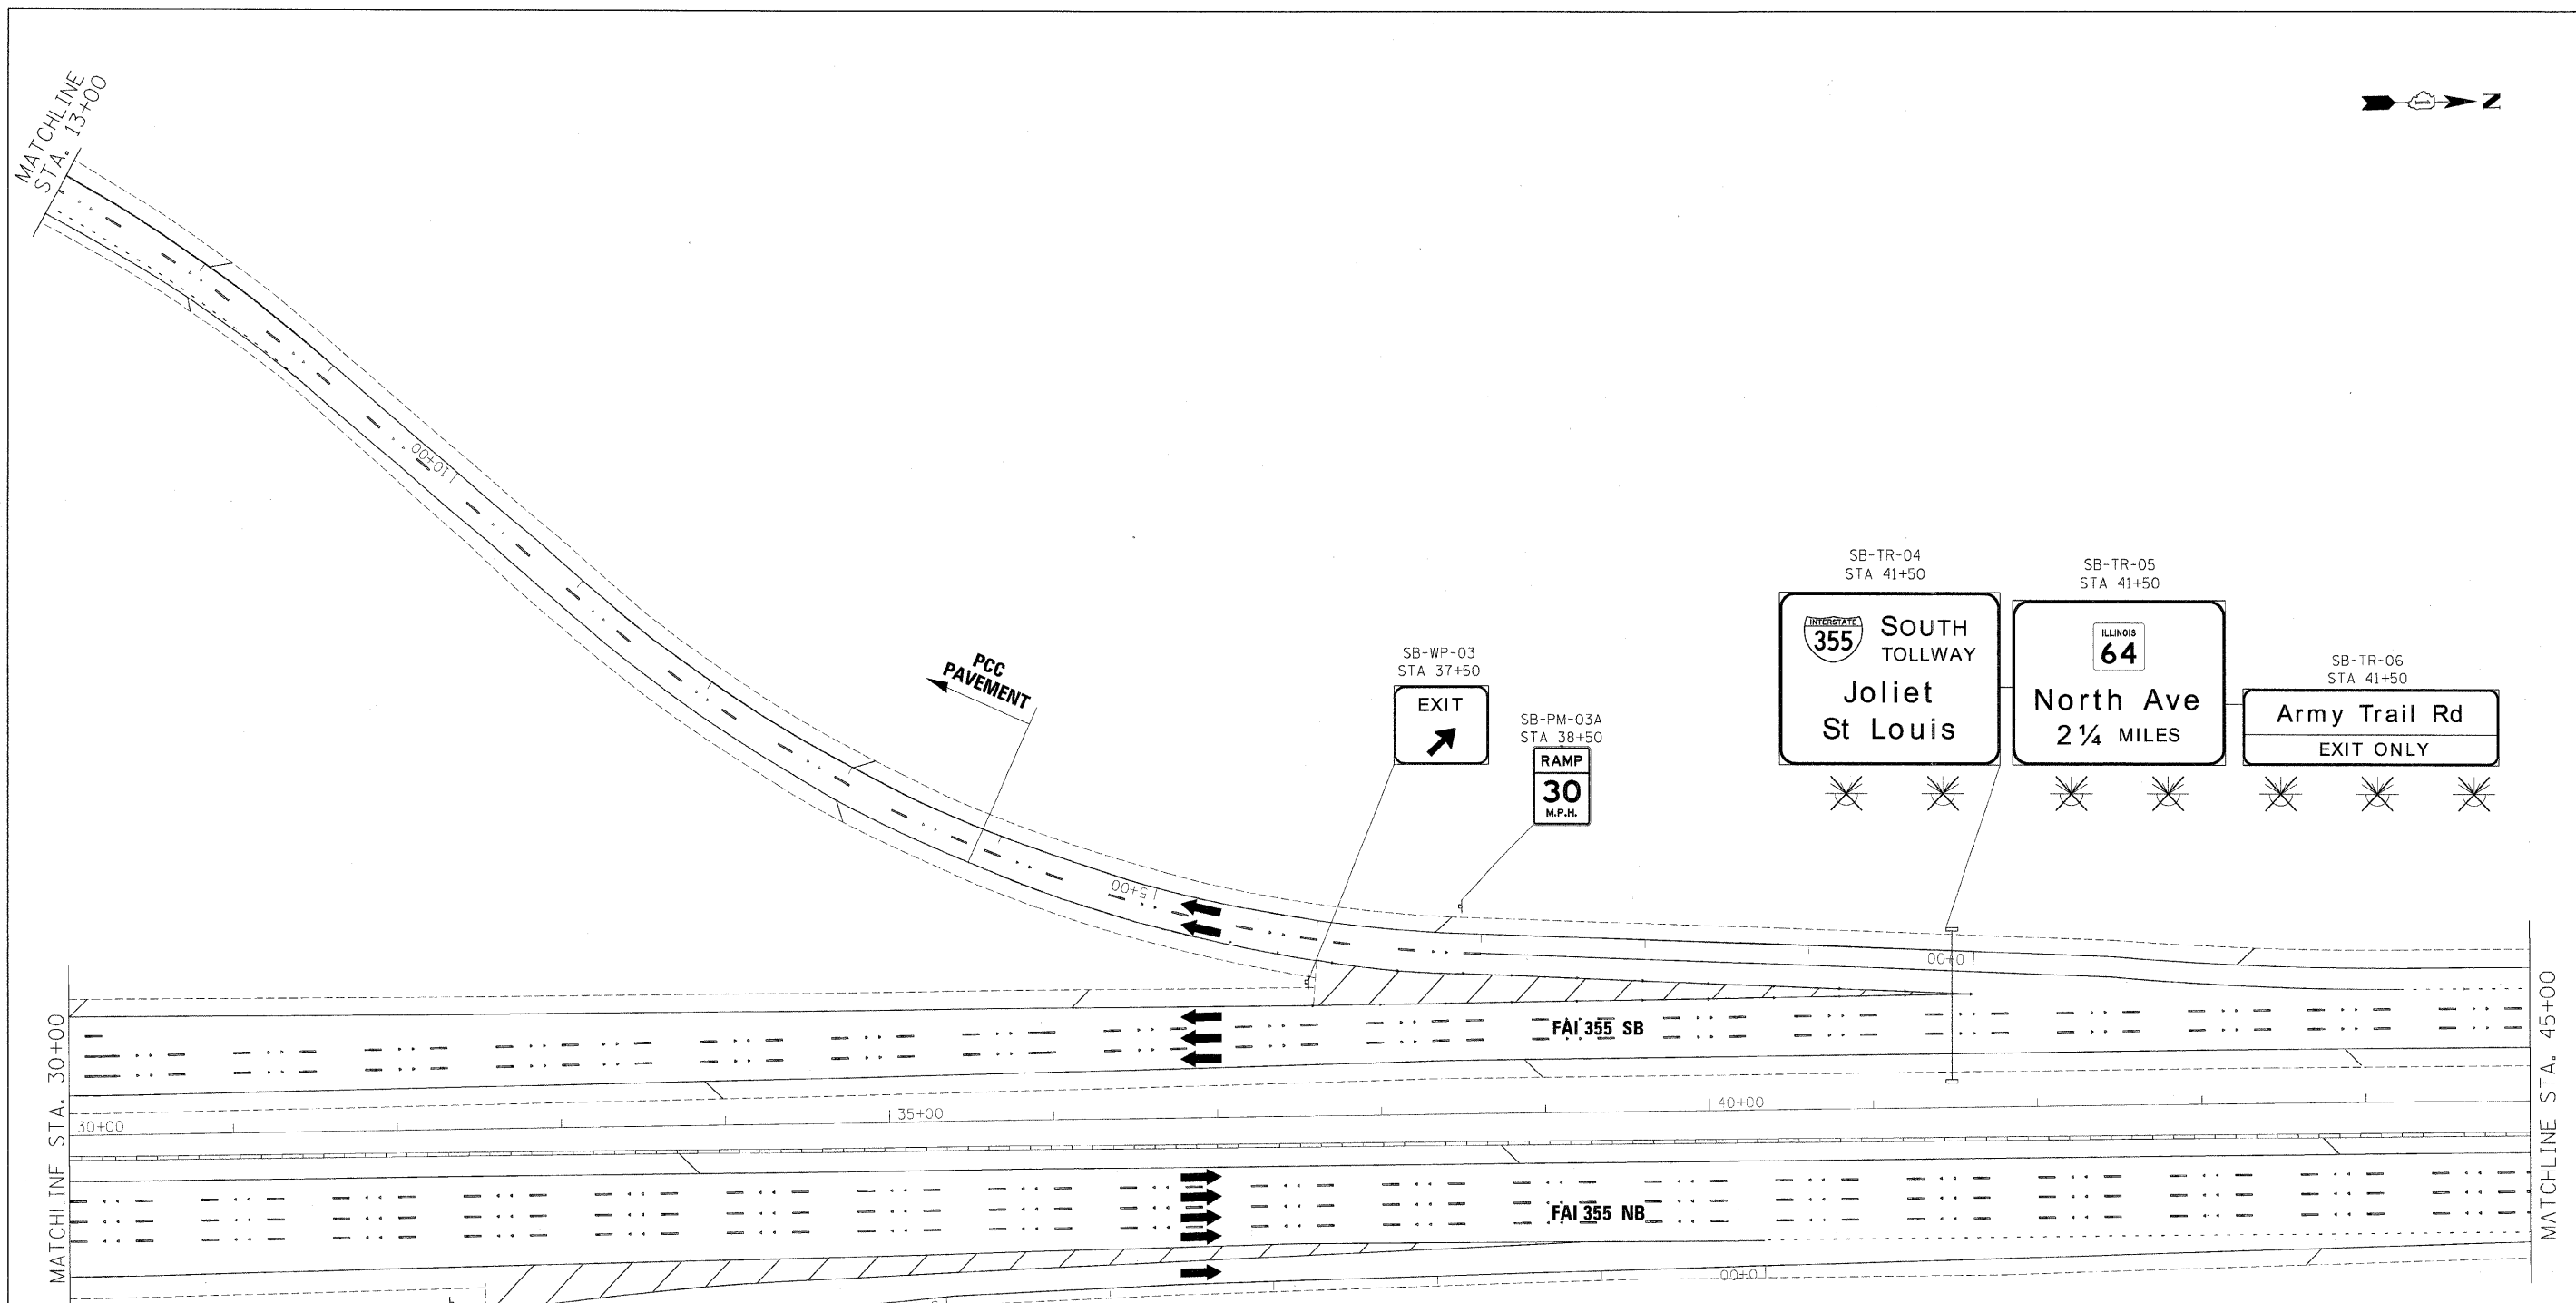 MATCHLINE
STA. 13+00
N
10+00
PCC
PAVEMENT
SB-WP-03
STA 37+50
EXIT
SB-PM-03A
STA 38+50
RAMP
30
M.P.H.
SB-TR-04
STA 41+50
INTERSTATE
355
SOUTH
TOLLWAY
Joliet
St Louis
SB-TR-05
STA 41+50
ILLINOIS
64
North Ave
2 ¼ MILES
SB-TR-06
STA 41+50
Army Trail Rd
EXIT ONLY
5+00
0+00
FAI 355 SB
MATCHLINE STA. 30+00
30+00
35+00
40+00
MATCHLINE STA. 45+00
FAI 355 NB
0+00